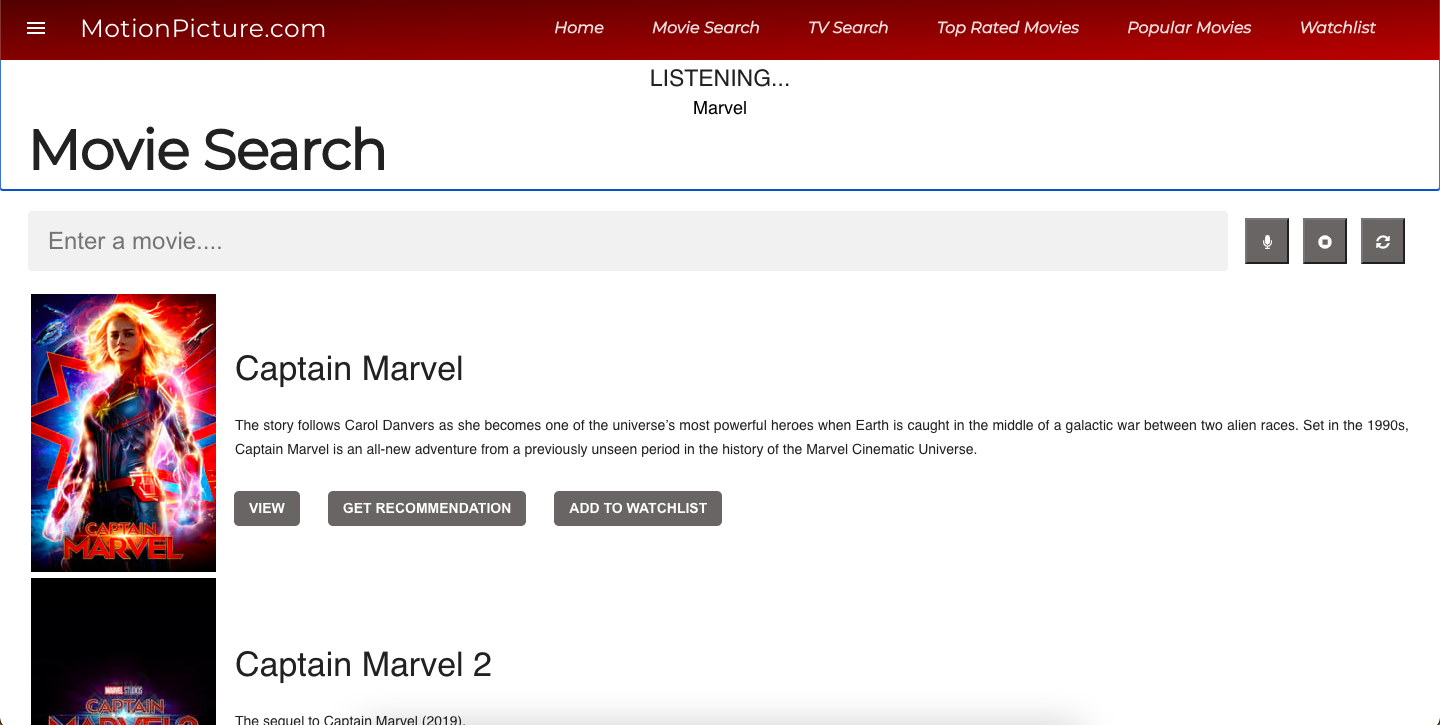 MotionPicture.com
Home
Movie Search
TV Search
Top Rated Movies
Popular Movies
Watchlist
LISTENING...
Marvel
Movie Search
Enter a movie....
CAPTAIN
MARVEL
Captain Marvel
The story follows Carol Danvers as she becomes one of the universe’s most powerful heroes when Earth is caught in the middle of a galactic war between two alien races. Set in the 1990s,
Captain Marvel is an all-new adventure from a previously unseen period in the history of the Marvel Cinematic Universe.
VIEW
GET RECOMMENDATION
ADD TO WATCHLIST
MARVEL STUDIOS
CAPTAIN
MARVEL 2
Captain Marvel 2
The sequel to Captain Marvel (2019).